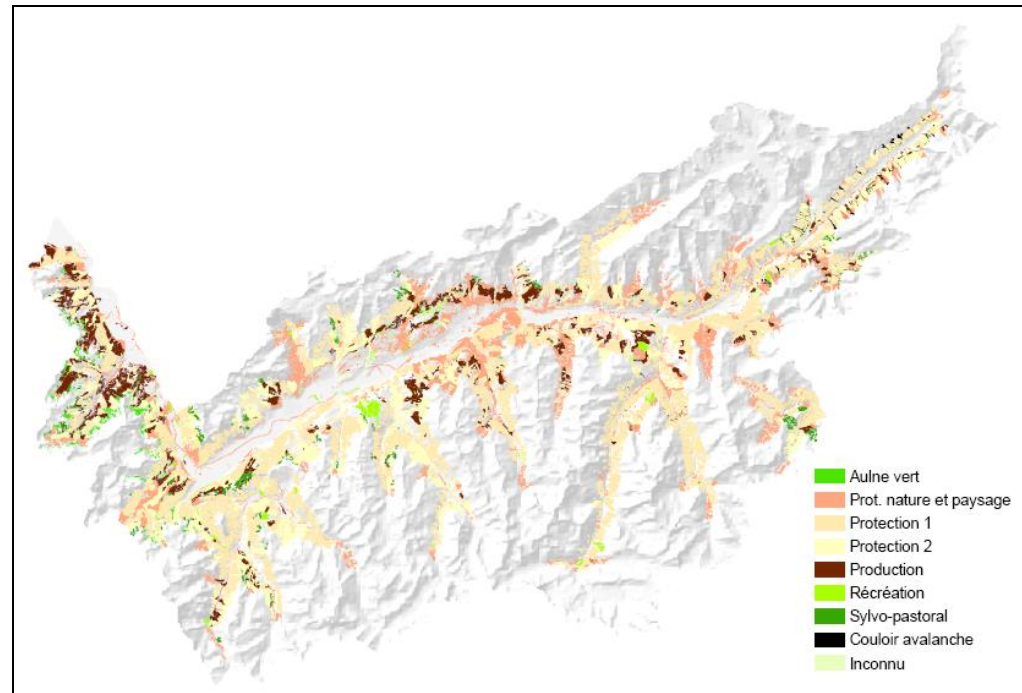 Aulne vert
Prot. nature et paysage
Protection 1
Protection 2
Production
Récréation
Sylvo-pastoral
Couloir avalanche
Inconnu